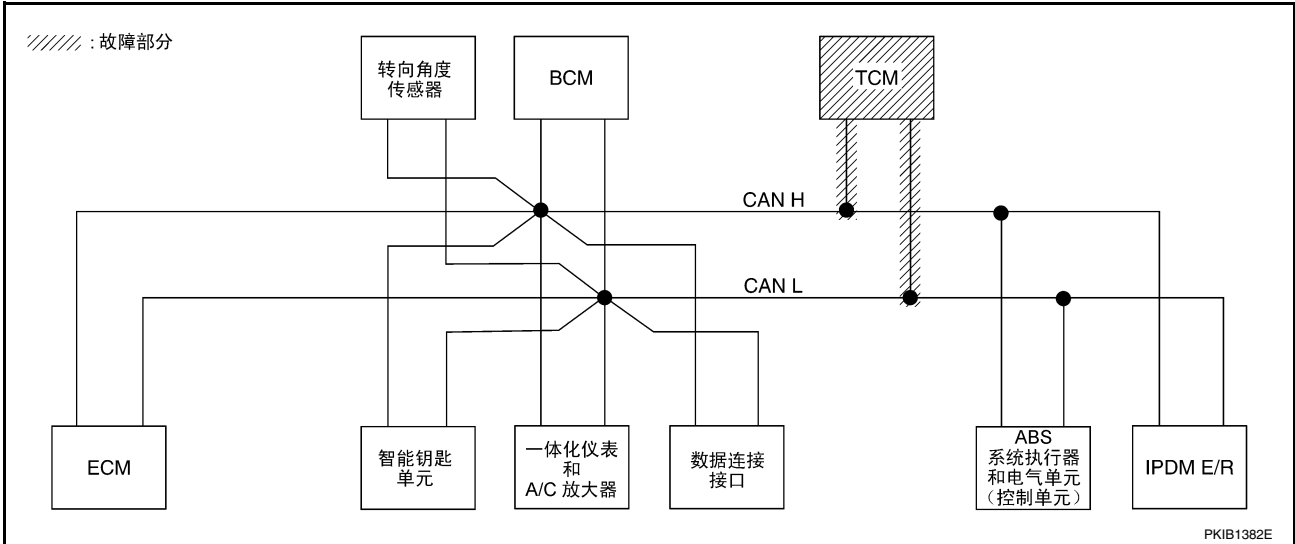 : 故障部分
转向角度
传感器
BCM
TCM
CAN H
CAN L
ECM
智能钥匙
单元
一体化仪表
和
A/C 放大器
数据连接
接口
ABS
系统执行器
和电气单元
（控制单元）
IPDM E/R
PKIB1382E